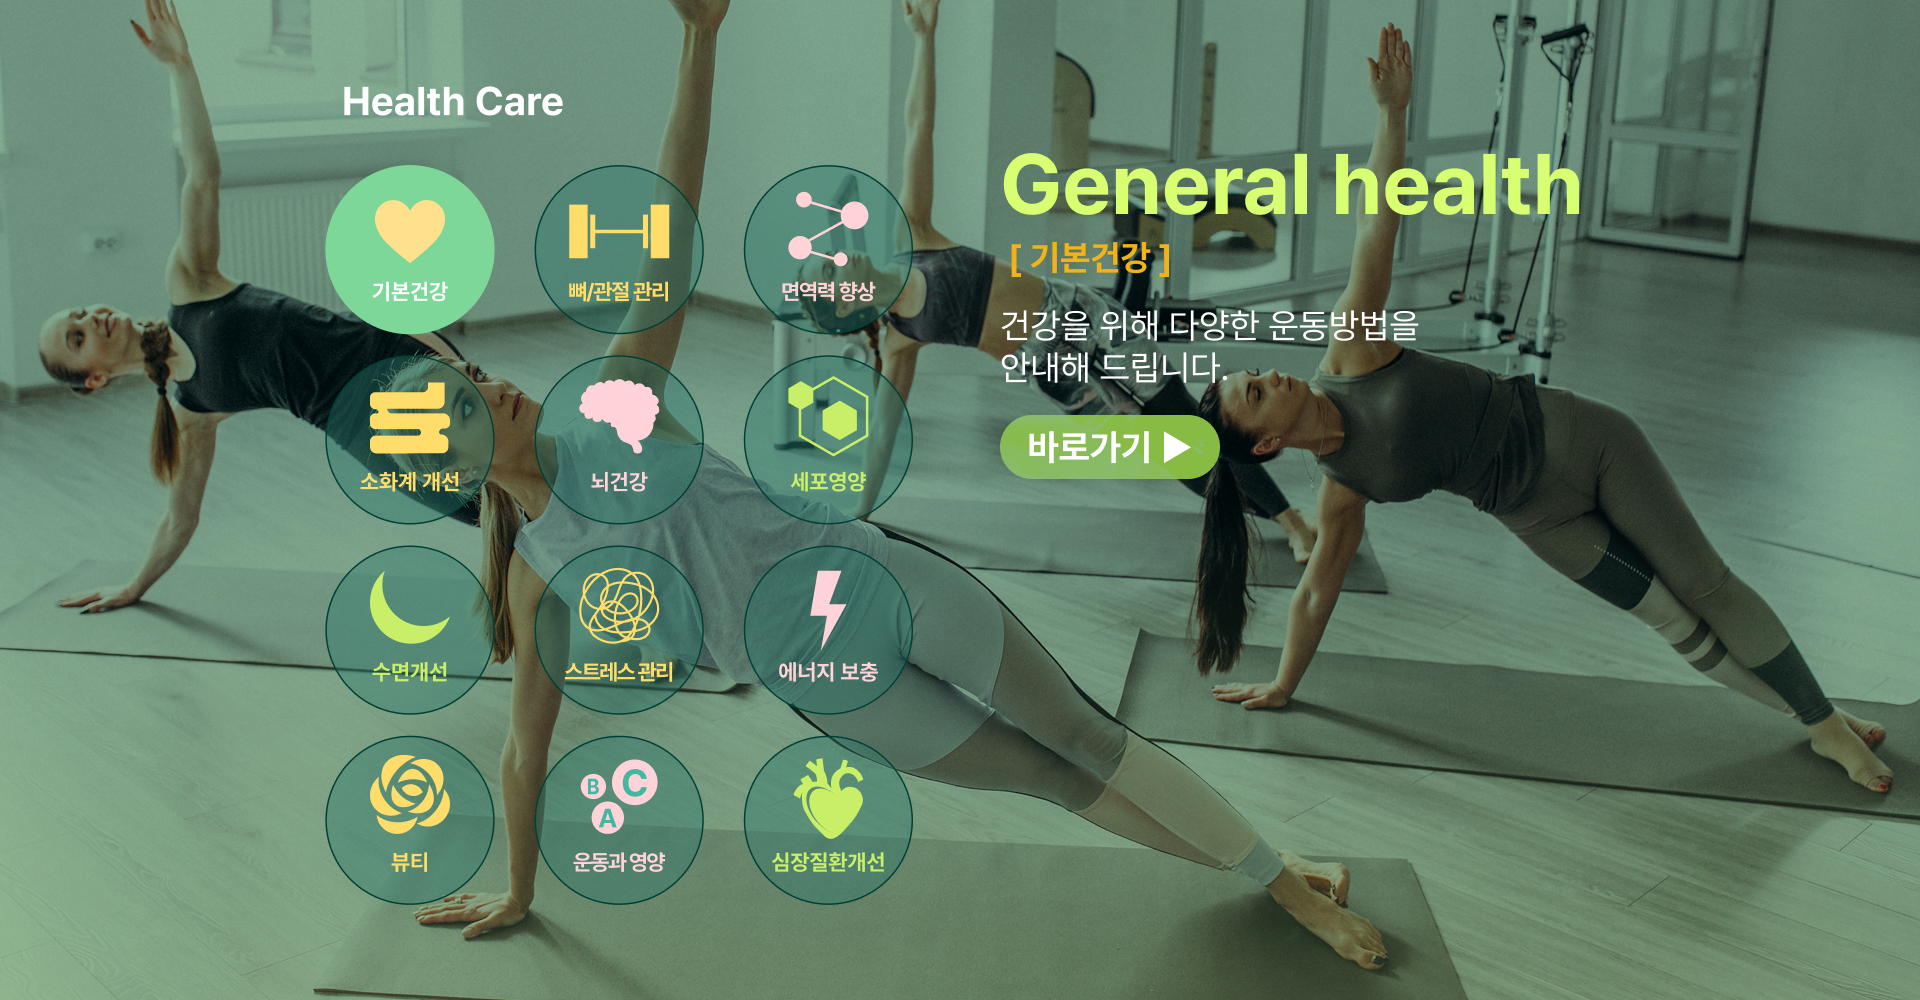 Health Care
기본건강
뼈/관절 관리
면역력 향상
소화계 개선
뇌건강
세포영양
수면개선
스트레스 관리
에너지 보충
뷰티
B C
A
운동과 영양
심장질환개선
General health
[ 기본건강 ]
건강을 위해 다양한 운동방법을
안내해 드립니다.
바로가기 ▶